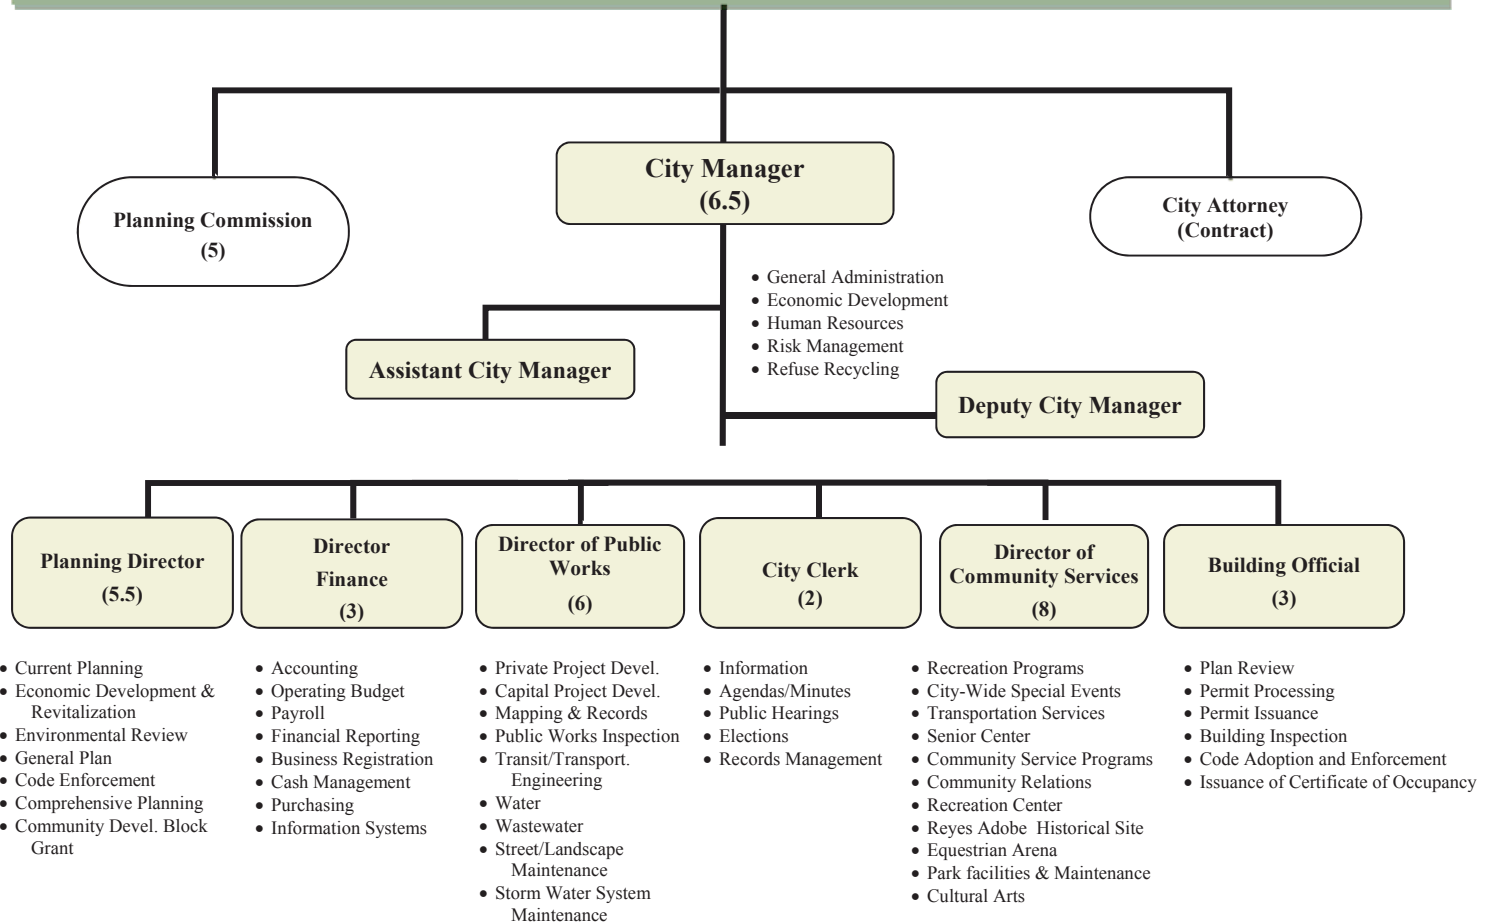 City Manager
(6.5)
Planning Commission
(5)
City Attorney
(Contract)
• General Administration
• Economic Development
• Human Resources
• Risk Management
• Refuse Recycling
Assistant City Manager
Deputy City Manager
Planning Director
(5.5)
Director
Finance
(3)
Director of Public
Works
(6)
City Clerk
(2)
Director of
Community Services
(8)
Building Official
(3)
• Current Planning
• Economic Development &
Revitalization
• Environmental Review
• General Plan
• Code Enforcement
• Comprehensive Planning
• Community Devel. Block
Grant
• Accounting
• Operating Budget
• Payroll
• Financial Reporting
• Business Registration
• Cash Management
• Purchasing
• Information Systems
• Private Project Devel.
• Capital Project Devel.
• Mapping & Records
• Public Works Inspection
• Transit/Transport.
Engineering
• Water
• Wastewater
• Street/Landscape
Maintenance
• Storm Water System
Maintenance
• Information
• Agendas/Minutes
• Public Hearings
• Elections
• Records Management
• Recreation Programs
• City-Wide Special Events
• Transportation Services
• Senior Center
• Community Service Programs
• Community Relations
• Recreation Center
• Reyes Adobe Historical Site
• Equestrian Arena
• Park facilities & Maintenance
• Cultural Arts
• Plan Review
• Permit Processing
• Permit Issuance
• Building Inspection
• Code Adoption and Enforcement
• Issuance of Certificate of Occupancy